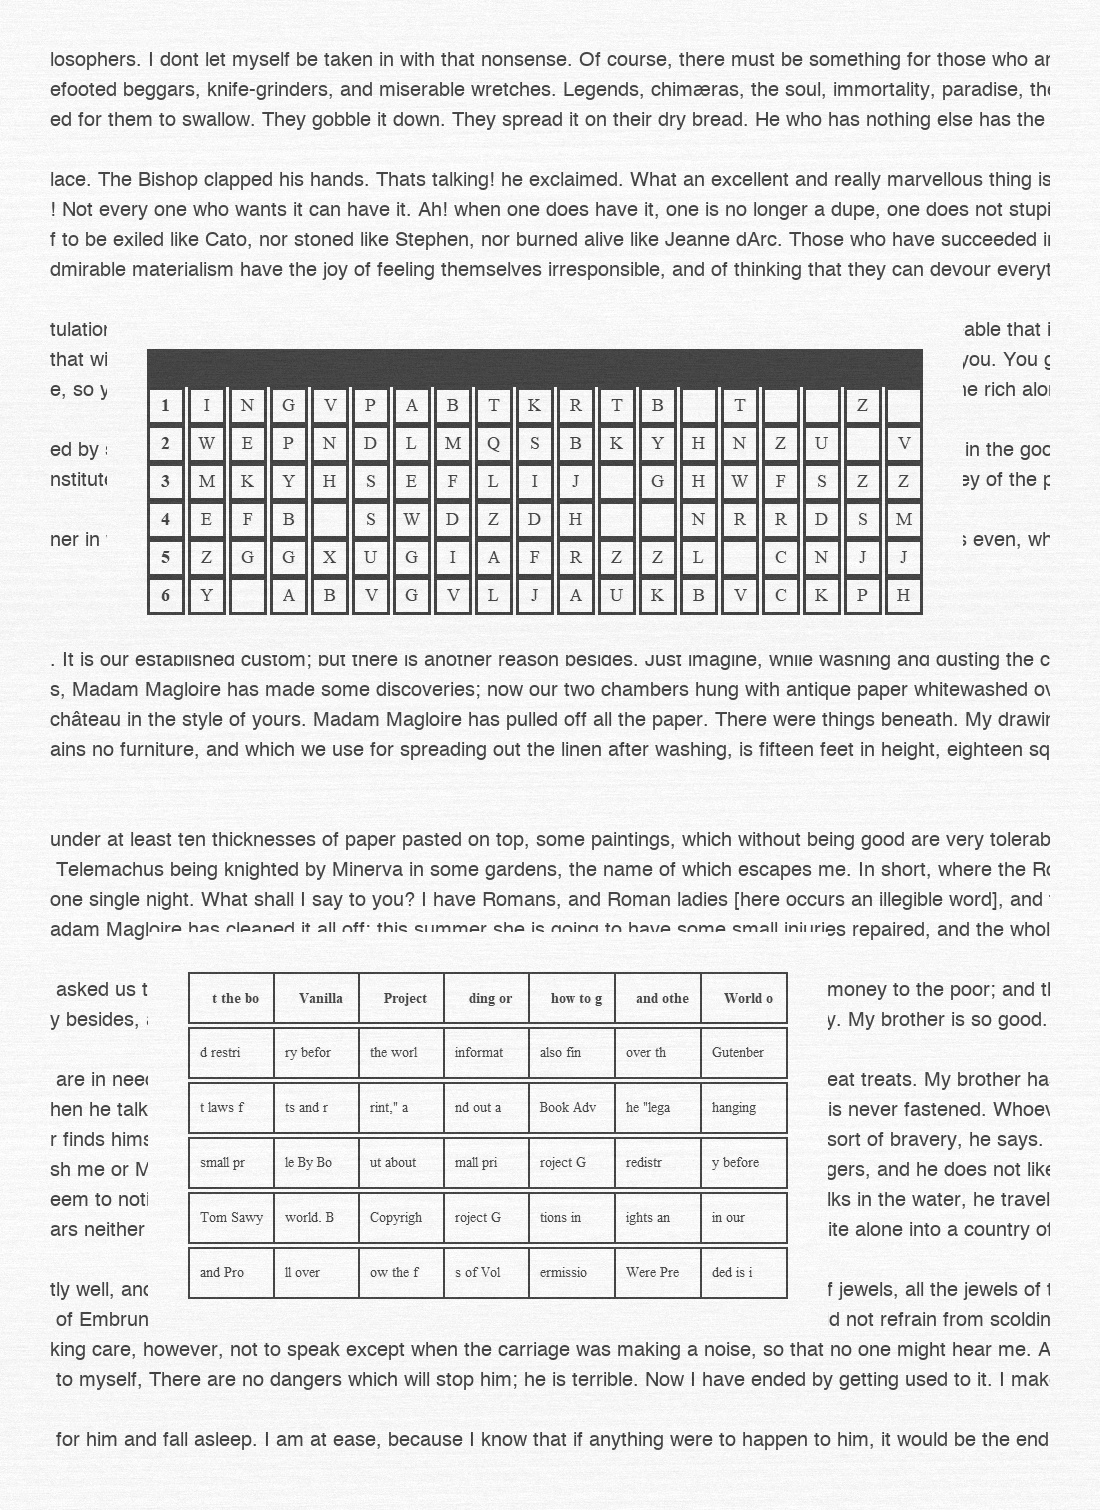 losophers. I dont let myself be taken in with that nonsense. Of course, there must be something for those who ar
efooted beggars, knife-grinders, and miserable wretches. Legends, chimæras, the soul, immortality, paradise, the
ed for them to swallow. They gobble it down. They spread it on their dry bread. He who has nothing else has the
lace. The Bishop clapped his hands. Thats talking! he exclaimed. What an excellent and really marvellous thing is
! Not every one who wants it can have it. Ah! when one does have it, one is no longer a dupe, one does not stupi
f to be exiled like Cato, nor stoned like Stephen, nor burned alive like Jeanne dArc. Those who have succeeded i
dmirable materialism have the joy of feeling themselves irresponsible, and of thinking that they can devour everyt
tulation able that i
that wi you. You g
e, so y he rich alon
ed by in the goo
nstitute ey of the p
ner in s even, wh
1 I N G V P A B T K R T B T Z
2 W E P N D L M Q S B K Y H N Z U V
3 M K Y H S E F L I J G H W F S Z Z
4 E F B S W D Z D H N R R D S M
5 Z G G X U G I A F R Z Z L C N J J
6 Y A B V G V L J A U K B V C K P H
. It is our established custom; but there is another reason besides. Just imagine, while washing and dusting the c
s, Madam Magloire has made some discoveries; now our two chambers hung with antique paper whitewashed ov
château in the style of yours. Madam Magloire has pulled off all the paper. There were things beneath. My drawin
ains no furniture, and which we use for spreading out the linen after washing, is fifteen feet in height, eighteen sq
under at least ten thicknesses of paper pasted on top, some paintings, which without being good are very tolerab
Telemachus being knighted by Minerva in some gardens, the name of which escapes me. In short, where the Ro
one single night. What shall I say to you? I have Romans, and Roman ladies [here occurs an illegible word], and
adam Magloire has cleaned it all off; this summer she is going to have some small injuries repaired, and the whol
asked us t money to the poor; and th
y besides, y. My brother is so good.
are in need eat treats. My brother ha
hen he talk is never fastened. Whoev
r finds hims sort of bravery, he says.
sh me or M gers, and he does not like
eem to noti lks in the water, he travel
ars neither ite alone into a country of
tly well, and f jewels, all the jewels of t
of Embrun d not refrain from scoldin
t the bo Vanilla Project ding or how to g and othe World o
d restri ry befor the worl informat also fin over th Gutenber
t laws f ts and r rint," a nd out a Book Adv he "lega hanging
small pr le By Bo ut about mall pri roject G redistr y before
Tom Sawy world. B Copyrigh roject G tions in ights an in our
and Pro ll over ow the f s of Vol ermissio Were Pre ded is i
king care, however, not to speak except when the carriage was making a noise, so that no one might hear me. A
to myself, There are no dangers which will stop him; he is terrible. Now I have ended by getting used to it. I mak
for him and fall asleep. I am at ease, because I know that if anything were to happen to him, it would be the end